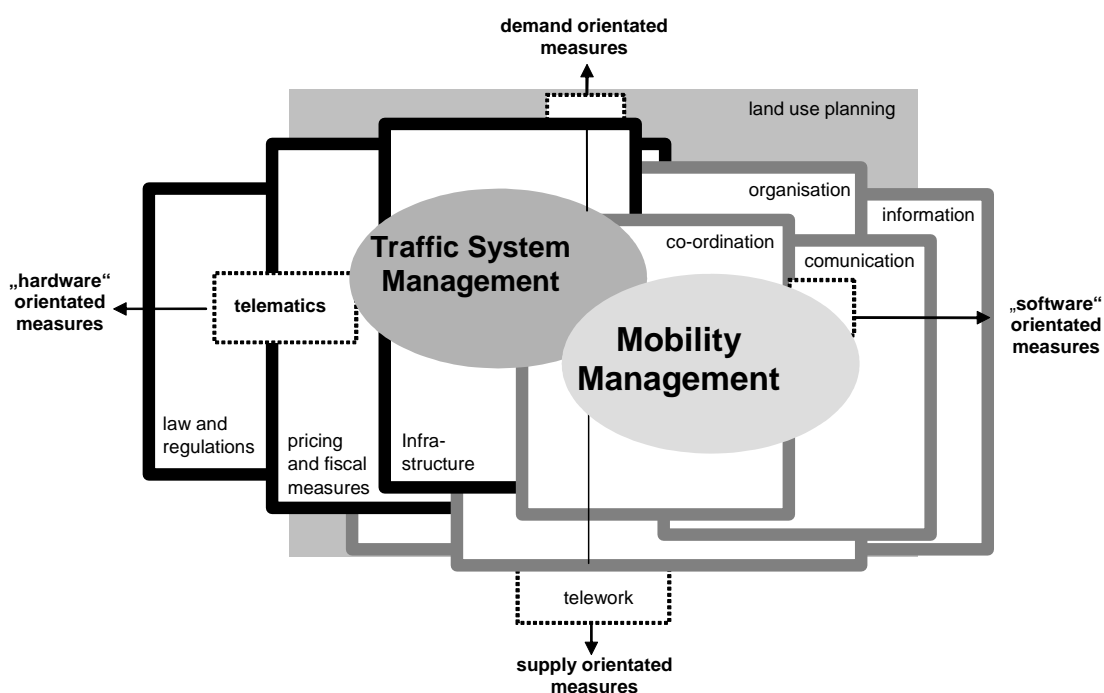 demand orientated
measures
land use planning
organisation
information
co-ordination
comunication
Traffic System
Management
„hardware“
orientated
measures
telematics
„software“
orientated
measures
Mobility
Management
law and
regulations
pricing
and fiscal
measures
Infra-
structure
telework
supply orientated
measures